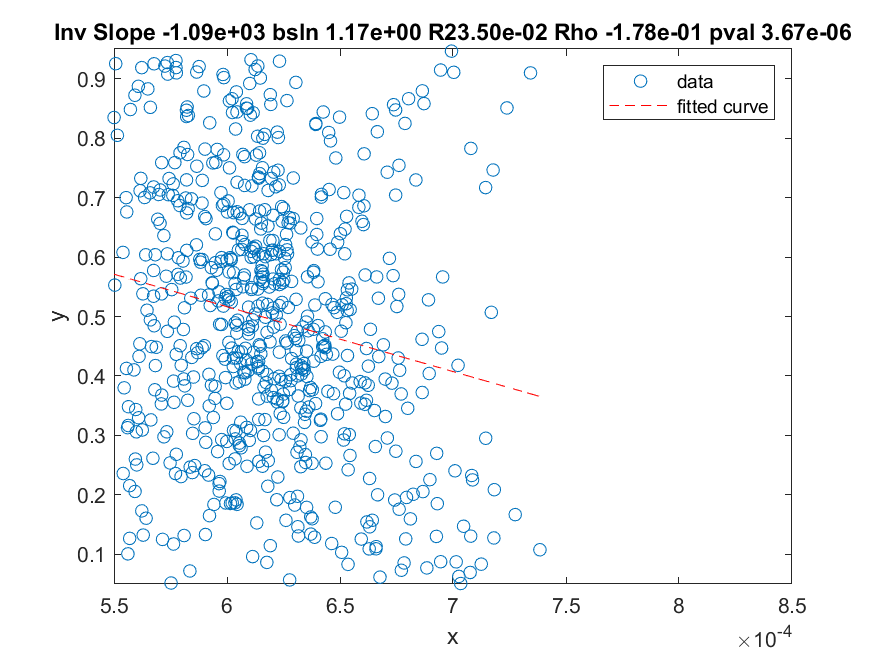 Inv Slope -1.09e+03 bsln 1.17e+00 R23.50e-02 Rho -1.78e-01 pval 3.67e-06
data
fitted curve
y
0.9
0.8
0.7
0.6
0.5
0.4
0.3
0.2
0.1
5.5 6 6.5 7 7.5 8 8.5
x
×10-4